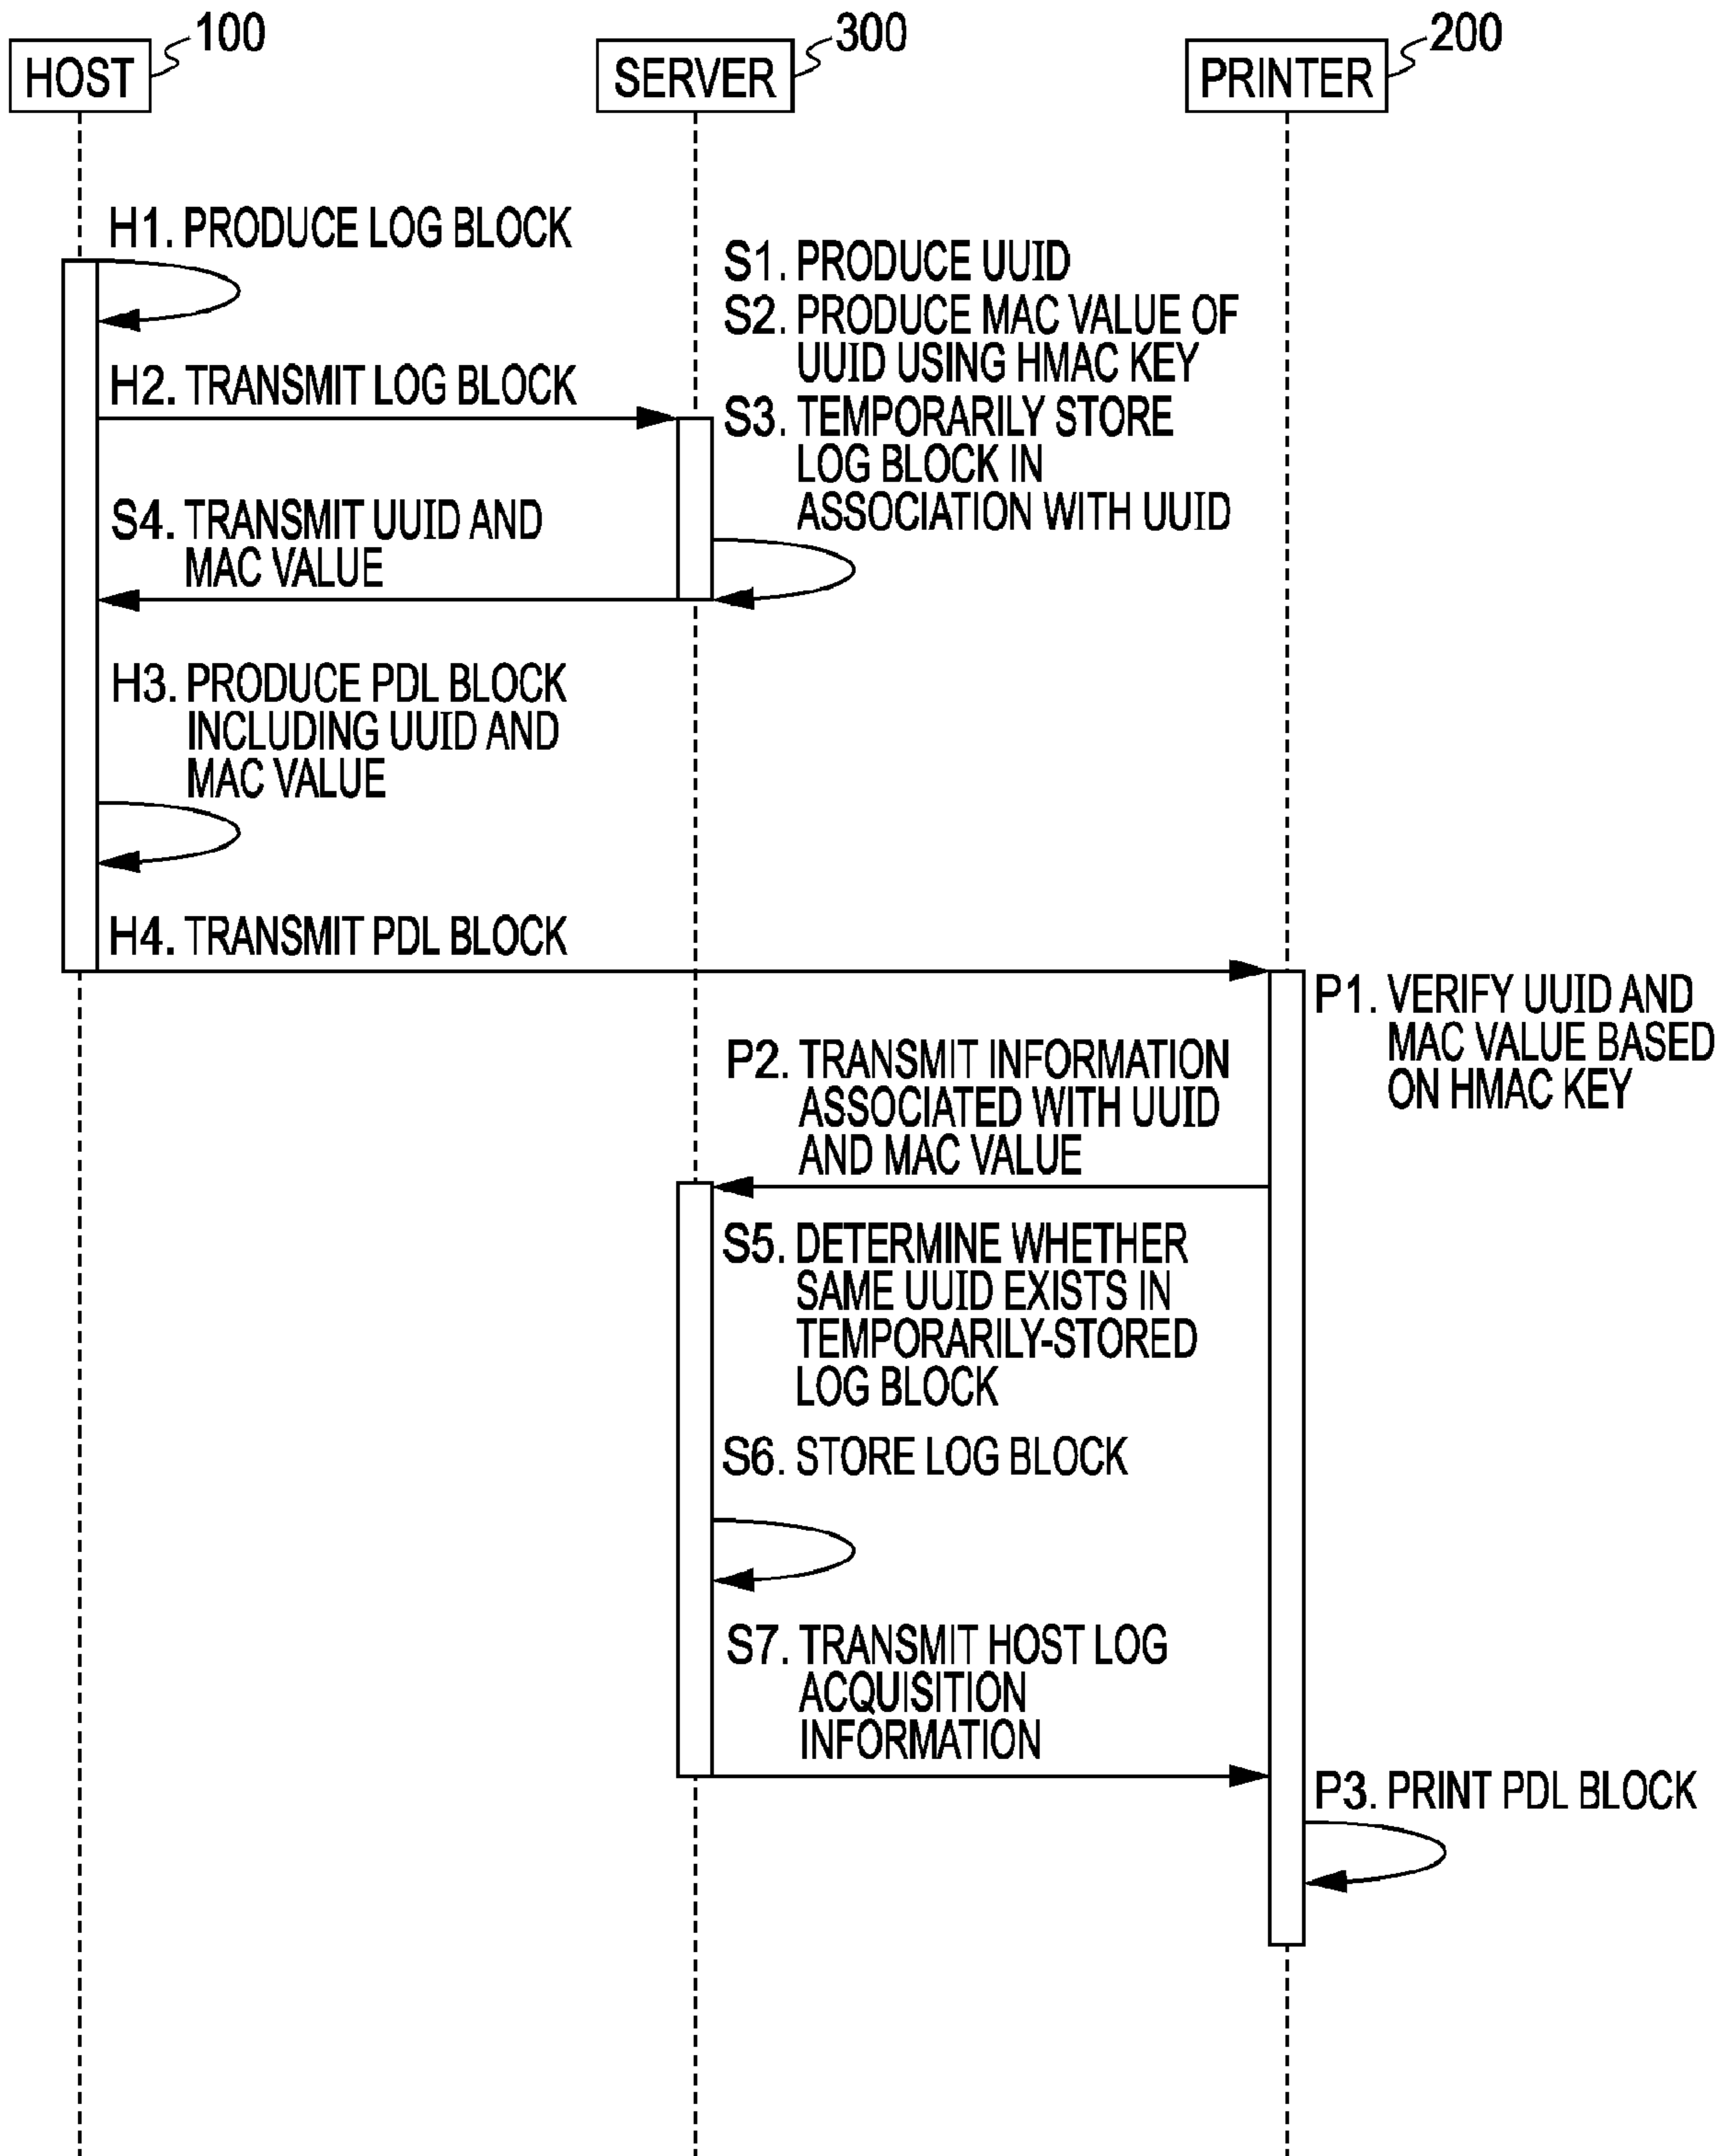 HOST
100
SERVER
300
PRINTER
200
H1. PRODUCE LOG BLOCK
S1. PRODUCE UUID
S2. PRODUCE MAC VALUE OF
UUID USING HMAC KEY
H2. TRANSMIT LOG BLOCK
S3. TEMPORARILY STORE
LOG BLOCK IN
ASSOCIATION WITH UUID
S4. TRANSMIT UUID AND
MAC VALUE
H3. PRODUCE PDL BLOCK
INCLUDING UUID AND
MAC VALUE
H4. TRANSMIT PDL BLOCK
P1. VERIFY UUID AND
MAC VALUE BASED
ON HMAC KEY
P2. TRANSMIT INFORMATION
ASSOCIATED WITH UUID
AND MAC VALUE
S5. DETERMINE WHETHER
SAME UUID EXISTS IN
TEMPORARILY-STORED
LOG BLOCK
S6. STORE LOG BLOCK
S7. TRANSMIT HOST LOG
ACQUISITION
INFORMATION
P3. PRINT PDL BLOCK